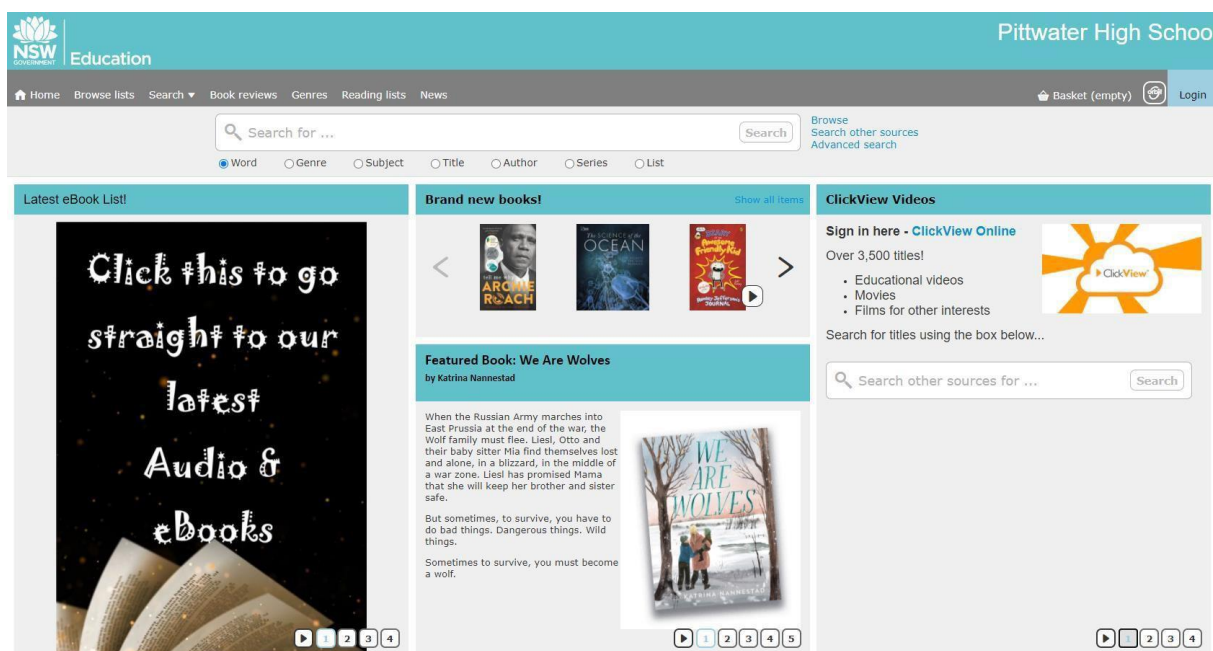 NSW
GOVERNMENT
Education
Pittwater High Schoo
Home Browse lists Search ▼ Book reviews Genres Reading lists News
Basket (empty) Login
Search for ...
Search
Browse
Search other sources
Advanced search
Word Genre Subject Title Author Series List
Latest eBook List!
Click this to go
straight to our
latest
Audio &
eBooks
1 2 3 4
Brand new books!
Show all items
tell me why
ARCHIE
ROACH
The SCIENCE of the
OCEAN
DIARY
Awesome
Friendly Kid
Rowley Jefferson's
JOURNAL
Featured Book: We Are Wolves
by Katrina Nannestad
When the Russian Army marches into
East Prussia at the end of the war, the
Wolf family must flee. Liesl, Otto and
their baby sitter Mia find themselves lost
and alone, in a blizzard, in the middle of
a war zone. Liesl has promised Mama
that she will keep her brother and sister
safe.
But sometimes, to survive, you have to
do bad things. Dangerous things. Wild
things.
Sometimes to survive, you must become
a wolf.
WE
ARE
WOLVES
KATRINA NANNESTAD
1 2 3 4 5
ClickView Videos
Sign in here - ClickView Online
Over 3,500 titles!
Educational videos
Movies
Films for other interests
ClickView
Search for titles using the box below...
Search other sources for ...
Search
1 2 3 4